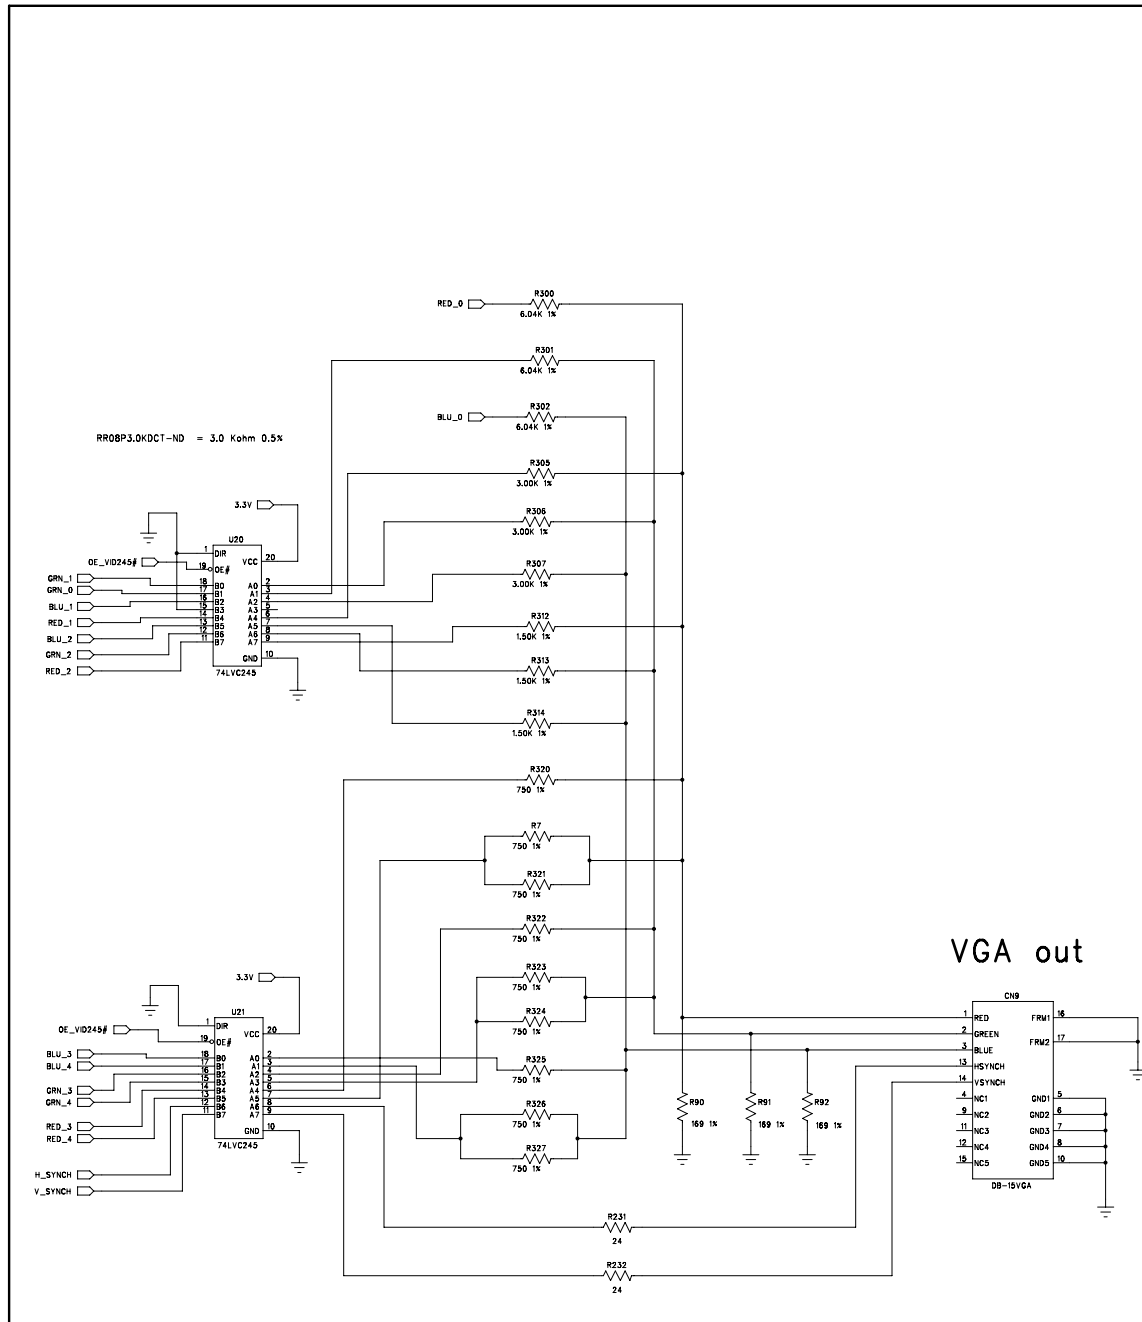 R300
RED_0
6.04K 1%
R301
6.04K 1%
R302
BLU_0
6.04K 1%
RR08P3.0KDCT-ND = 3.0 Kohm 0.5%
R305
3.00K 1%
3.3V
R306
3.00K 1%
U20
1 DIR
VCC 20
OE_VID245#
19 OE#
R307
3.00K 1%
GRN_1
18 B0 A0 2
GRN_0
17 B1 A1 3
16 B2 A2 4
BLU_1
15 B3 A3 5
14 B4 A4 6
RED_1
13 B5 A5 7
12 B6 A6 8
BLU_2
11 B7 A7 9
GRN_2
GND 10
RED_2
74LVC245
R312
1.50K 1%
R313
1.50K 1%
R314
1.50K 1%
R320
750 1%
R7
750 1%
R321
750 1%
R322
750 1%
VGA out
R323
750 1%
R324
750 1%
3.3V
U21
1 DIR
VCC 20
OE_VID245#
19 OE#
BLU_3
18 B0 A0 2
BLU_4
17 B1 A1 3
16 B2 A2 4
GRN_3
15 B3 A3 5
GRN_4
14 B4 A4 6
13 B5 A5 7
RED_3
12 B6 A6 8
RED_4
11 B7 A7 9
GND 10
74LVC245
H_SYNCH
V_SYNCH
R325
750 1%
R326
750 1%
R327
750 1%
R90
169 1%
R91
169 1%
R92
169 1%
CN9
1 RED FRM1 16
2 GREEN
3 BLUE FRM2 17
13 HSYNCH
14 VSYNCH
4 NC1 GND1 5
9 NC2 GND2 6
11 NC3 GND3 7
12 NC4 GND4 8
15 NC5 GND5 10
DB-15VGA
R231
24
R232
24